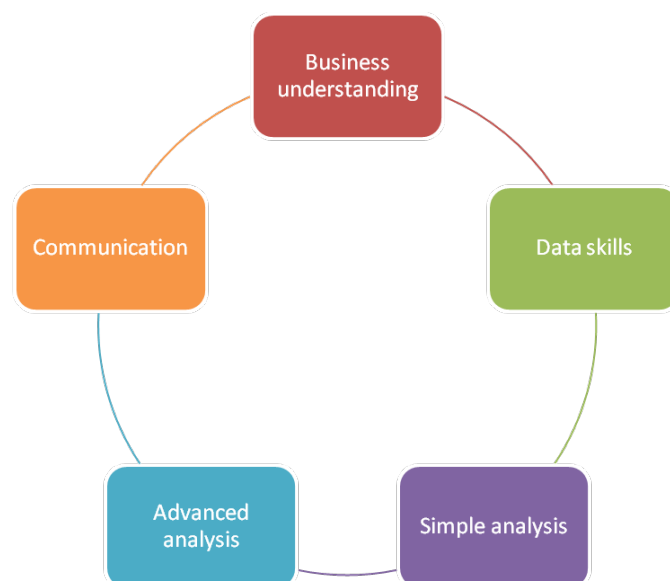 Business
understanding
Communication
Data skills
Advanced
analysis
Simple analysis